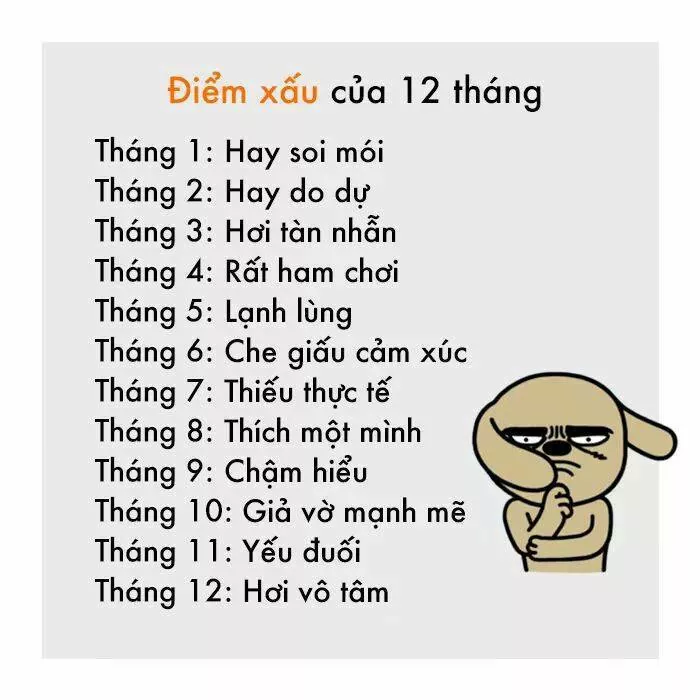 Điểm xấu của 12 tháng
Tháng 1: Hay soi mói
Tháng 2: Hay do dự
Tháng 3: Hơi tàn nhẫn
Tháng 4: Rất ham chơi
Tháng 5: Lạnh lùng
Tháng 6: Che giấu cảm xúc
Tháng 7: Thiếu thực tế
Tháng 8: Thích một mình
Tháng 9: Chậm hiểu
Tháng 10: Giả vờ mạnh mẽ
Tháng 11: Yếu đuối
Tháng 12: Hơi vô tâm